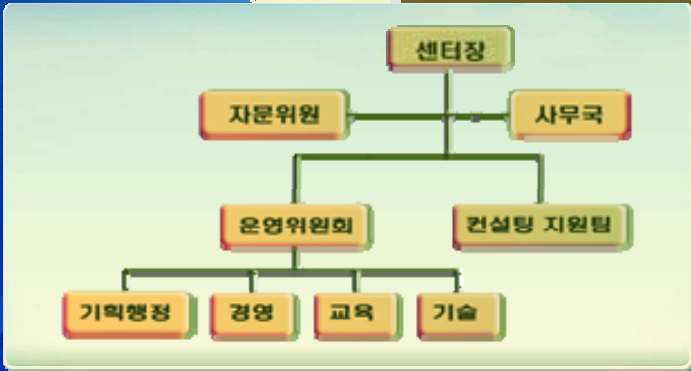 센터장
자문위원
사무국
운영위원회
컨설팅 지원팀
기획행정
경영
교육
기술